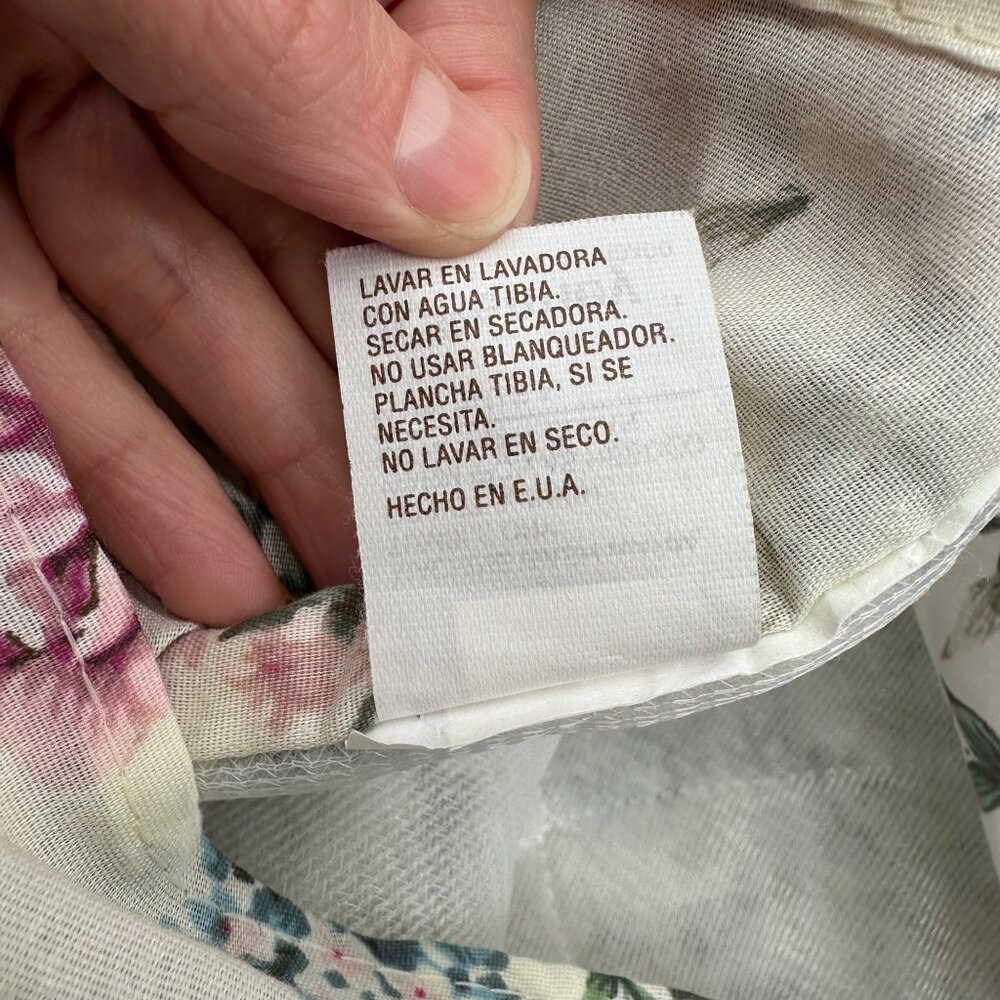 LAVAR EN LAVADORA
CON AGUA TIBIA.
SECAR EN SECADORA.
NO USAR BLANQUEADOR.
PLANCHA TIBIA, SI SE
NECESITA.
NO LAVAR EN SECO.
HECHO EN E.U.A.